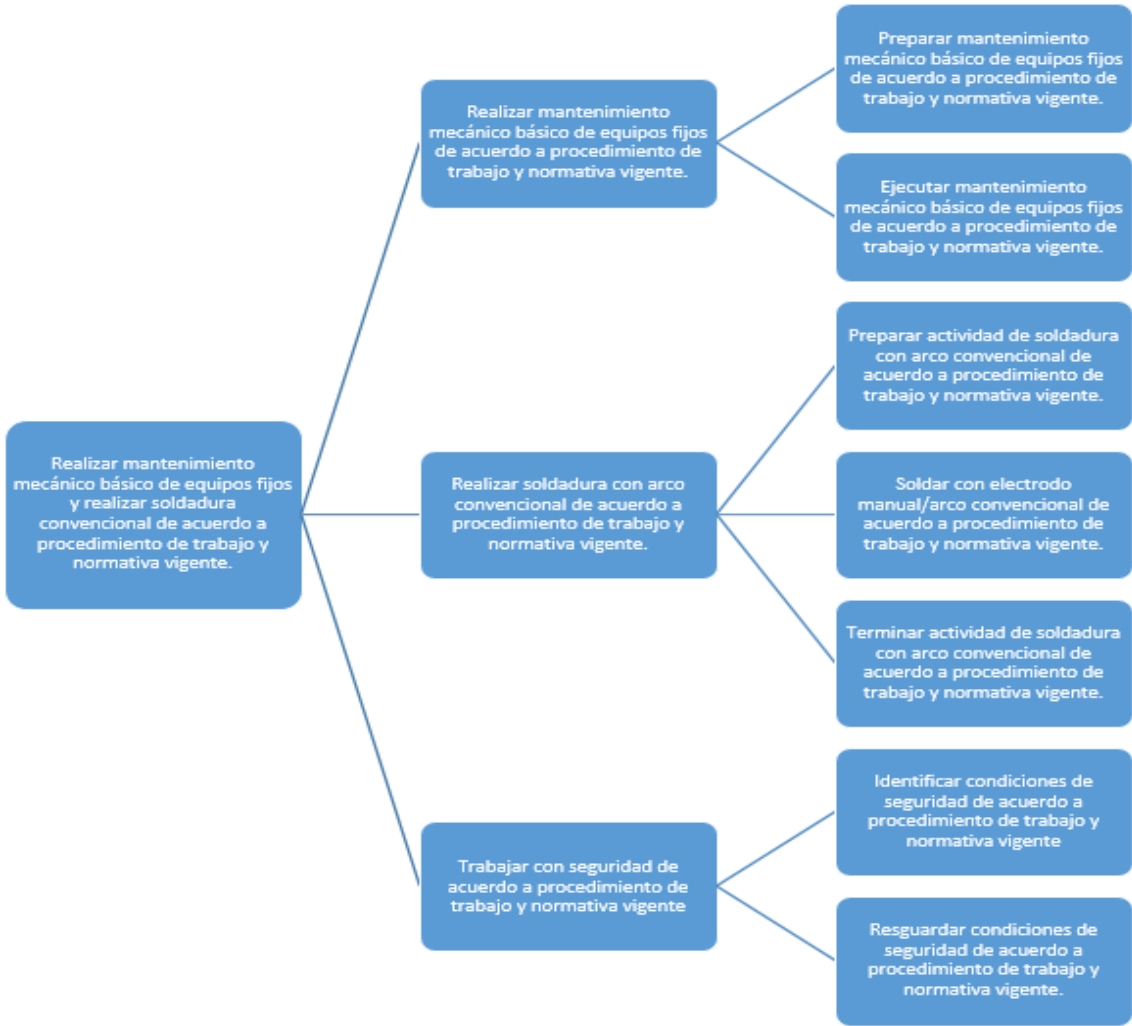 Realizar mantenimiento
mecánico básico de equipos fijos
y realizar soldadura
convencional de acuerdo a
procedimiento de trabajo y
normativa vigente.
Realizar mantenimiento
mecánico básico de equipos fijos
de acuerdo a procedimiento de
trabajo y normativa vigente.
Preparar mantenimiento
mecánico básico de equipos fijos
de acuerdo a procedimiento de
trabajo y normativa vigente.
Ejecutar mantenimiento
mecánico básico de equipos fijos
de acuerdo a procedimiento de
trabajo y normativa vigente.
Realizar soldadura con arco
convencional de acuerdo a
procedimiento de trabajo y
normativa vigente.
Preparar actividad de soldadura
con arco convencional de
acuerdo a procedimiento de
trabajo y normativa vigente.
Soldar con electrodo
manual/arco convencional de
acuerdo a procedimiento de
trabajo y normativa vigente.
Terminar actividad de soldadura
con arco convencional de
acuerdo a procedimiento de
trabajo y normativa vigente.
Trabajar con seguridad de
acuerdo a procedimiento de
trabajo y normativa vigente
Identificar condiciones de
seguridad de acuerdo a
procedimiento de trabajo y
normativa vigente
Resguardar condiciones de
seguridad de acuerdo a
procedimiento de trabajo y
normativa vigente.